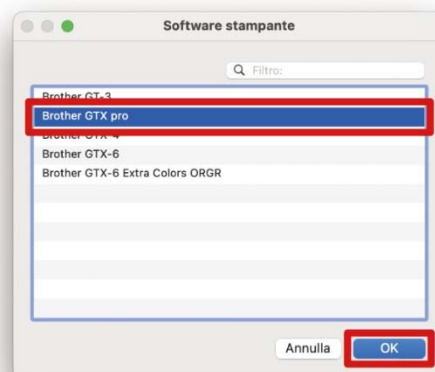 Software stampante
Filtro:
Brother GT-3
Brother GTX pro
Brother GTX-4
Brother GTX-6
Brother GTX-6 Extra Colors ORGR
Annulla
OK